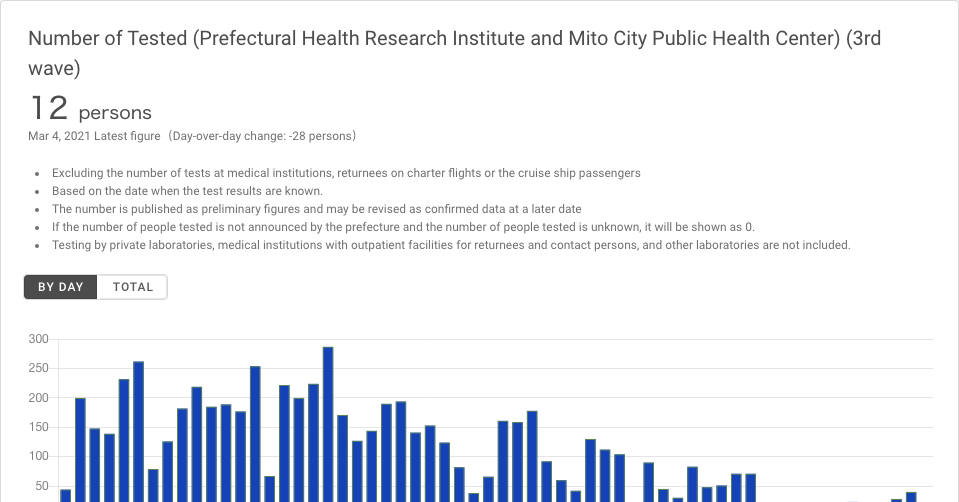 Number of Tested (Prefectural Health Research Institute and Mito City Public Health Center) (3rd
wave)
12 persons
Mar 4, 2021 Latest figure（Day-over-day change: -28 persons）
• Excluding the number of tests at medical institutions, returnees on charter flights or the cruise ship passengers
• Based on the date when the test results are known.
• The number is published as preliminary figures and may be revised as confirmed data at a later date
• If the number of people tested is not announced by the prefecture and the number of people tested is unknown, it will be shown as 0.
• Testing by private laboratories, medical institutions with outpatient facilities for returnees and contact persons, and other laboratories are not included.
BY DAY TOTAL
300
250
200
150
100
50